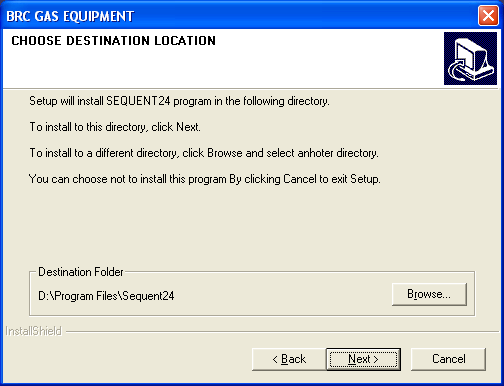 BRC GAS EQUIPMENT
CHOOSE DESTINATION LOCATION
Setup will install SEQUENT24 program in the following directory.
To install to this directory, click Next.
To install to a different directory, click Browse and select anhoter directory.
You can choose not to install this program By clicking Cancel to exit Setup.
Destination Folder
D:\Program Files\Sequent24
Browse...
InstallShield
< Back
Next >
Cancel